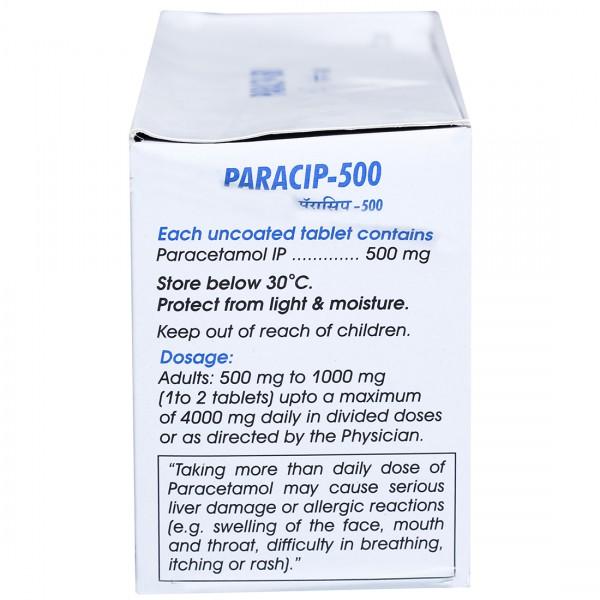 PARACIP-500
पॅरासिप -500
Each uncoated tablet contains
Paracetamol IP ............. 500 mg
Store below 30°C.
Protect from light & moisture.
Keep out of reach of children.
Dosage:
Adults: 500 mg to 1000 mg
(1to 2 tablets) upto a maximum
of 4000 mg daily in divided doses
or as directed by the Physician.
“Taking more than daily dose of
Paracetamol may cause serious
liver damage or allergic reactions
(e.g. swelling of the face, mouth
and throat, difficulty in breathing,
itching or rash).”